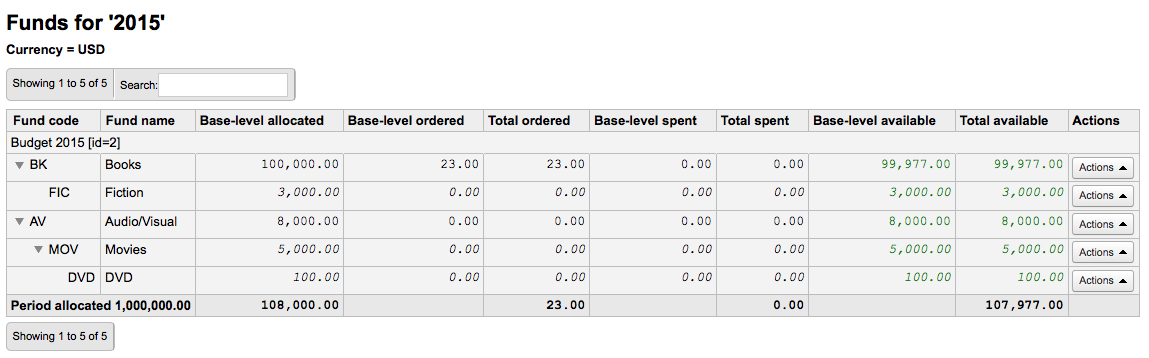 Funds for '2015'
Currency = USD
Showing 1 to 5 of 5 Search:
Fund code Fund name Base-level allocated Base-level ordered Total ordered Base-level spent Total spent Base-level available Total available Actions
Budget 2015 [id=2]
▼ BK Books 100,000.00 23.00 23.00 0.00 0.00 99,977.00 99,977.00 Actions ▲
FIC Fiction 3,000.00 0.00 0.00 0.00 0.00 3,000.00 3,000.00 Actions ▲
▼ AV Audio/Visual 8,000.00 0.00 0.00 0.00 0.00 8,000.00 8,000.00 Actions ▲
▼ MOV Movies 5,000.00 0.00 0.00 0.00 0.00 5,000.00 5,000.00 Actions ▲
DVD DVD 100.00 0.00 0.00 0.00 0.00 100.00 100.00 Actions ▲
Period allocated 1,000,000.00 108,000.00 23.00 0.00 107,977.00
Showing 1 to 5 of 5